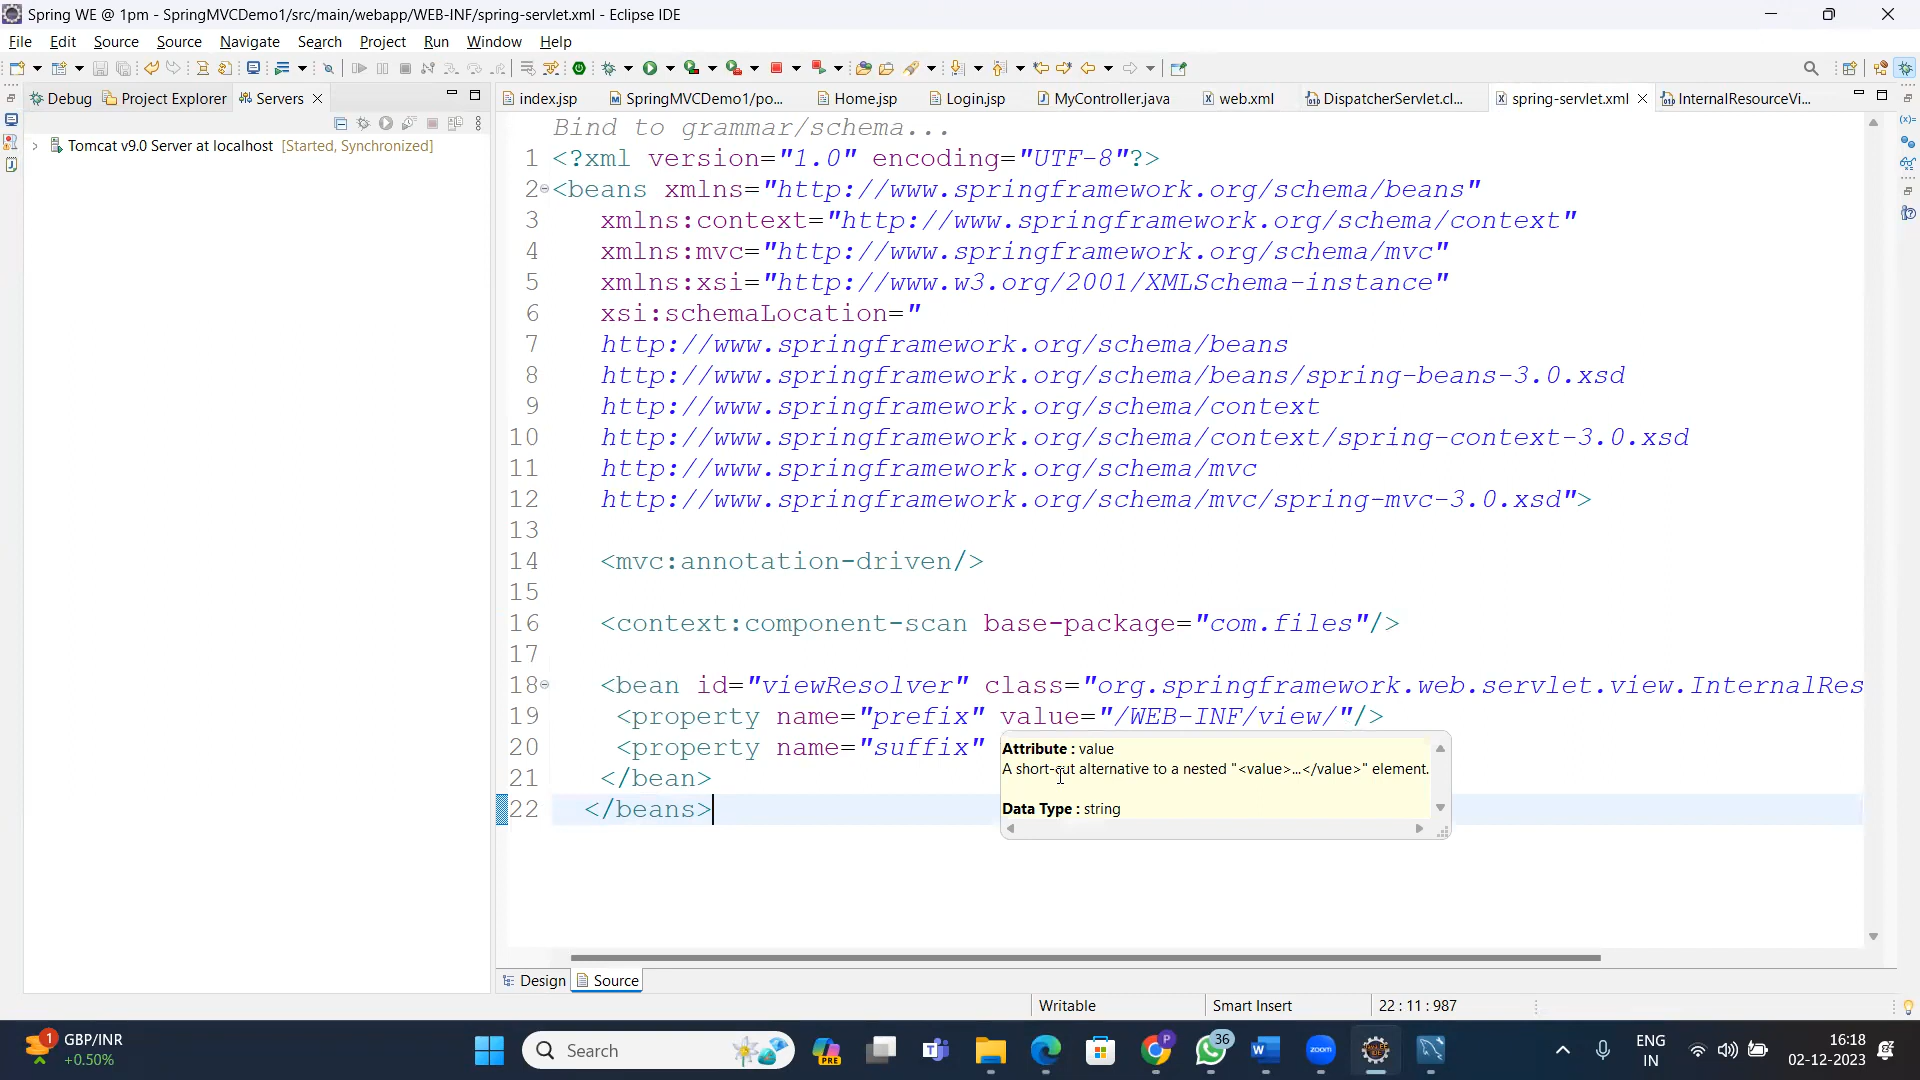 Spring WE @ 1pm - SpringMVCDemo1/src/main/webapp/WEB-INF/spring-servlet.xml - Eclipse IDE
File Edit Source Source Navigate Search Project Run Window Help
Debug Project Explorer Servers
index.jsp SpringMVCDemo1/po... Home.jsp Login.jsp MyController.java web.xml DispatcherServlet.cl... spring-servlet.xml InternalResourceVi...
Tomcat v9.0 Server at localhost [Started, Synchronized]
Bind to grammar/schema...
1 <?xml version="1.0" encoding="UTF-8"?>
2 <beans xmlns="http://www.springframework.org/schema/beans"
3 xmlns:context="http://www.springframework.org/schema/context"
4 xmlns:mvc="http://www.springframework.org/schema/mvc"
5 xmlns:xsi="http://www.w3.org/2001/XMLSchema-instance"
6 xsi:schemaLocation="
7 http://www.springframework.org/schema/beans
8 http://www.springframework.org/schema/beans/spring-beans-3.0.xsd
9 http://www.springframework.org/schema/context
10 http://www.springframework.org/schema/context/spring-context-3.0.xsd
11 http://www.springframework.org/schema/mvc
12 http://www.springframework.org/schema/mvc/spring-mvc-3.0.xsd">
13
14 <mvc:annotation-driven/>
15
16 <context:component-scan base-package="com.files"/>
17
18 <bean id="viewResolver" class="org.springframework.web.servlet.view.InternalRes
19 <property name="prefix" value="/WEB-INF/view/"/>
20 <property name="suffix"
21 </bean>
22 </beans>
Attribute : value
A short-cut alternative to a nested "<value>...</value>" element.
Data Type : string
Design Source
Writable Smart Insert 22 : 11 : 987
1 GBP/INR
+0.50%
Search
PRE
36
zoom
ENG
IN
16:18
02-12-2023